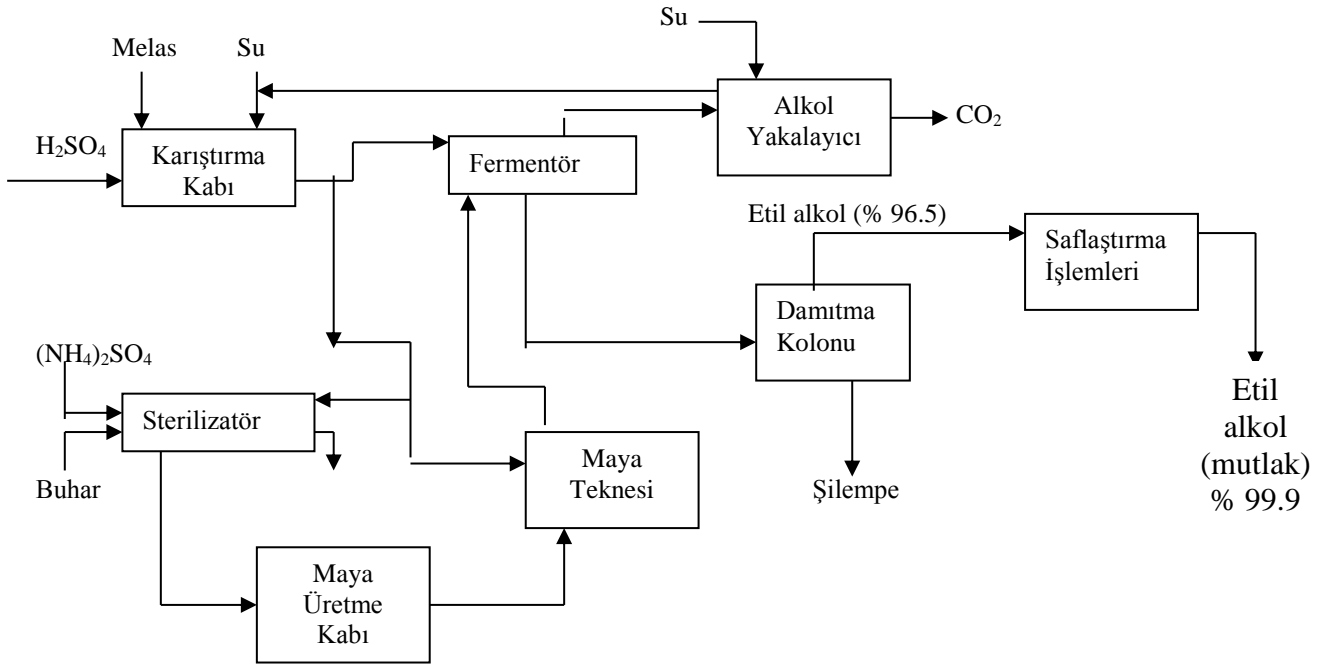 Su
Melas
Su
Alkol
Yakalayıcı
CO₂
H₂SO₄
Karıştırma
Kabı
Fermentör
Etil alkol (% 96.5)
Saflaştırma
İşlemleri
Damıtma
Kolonu
(NH₄)₂SO₄
Sterilizatör
Buhar
Maya
Teknesi
Şilempe
Etil
alkol
(mutlak)
% 99.9
Maya
Üretme
Kabı